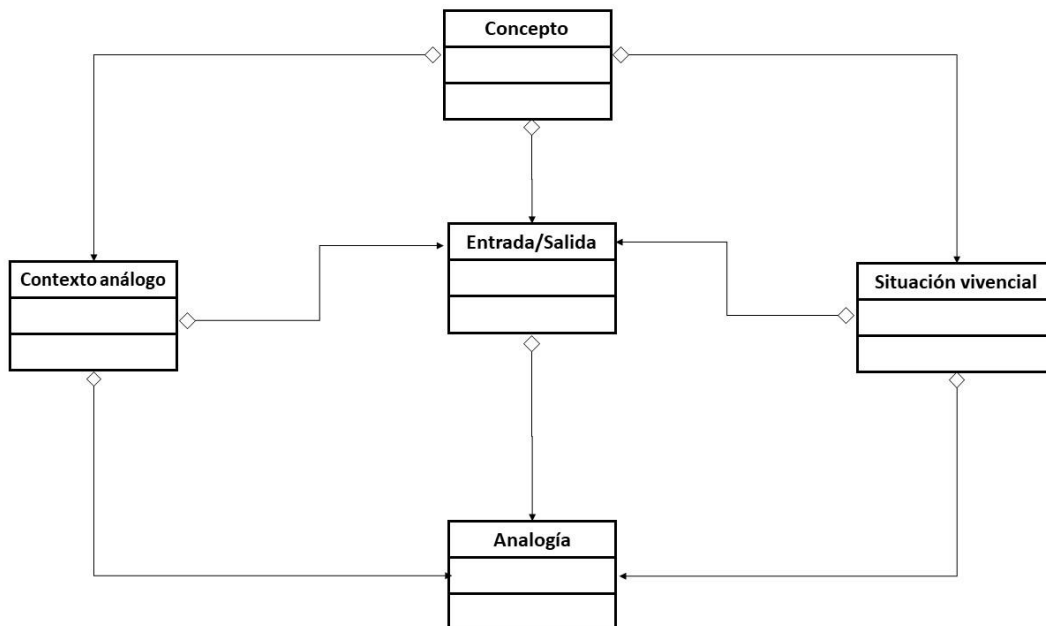 Concepto
Entrada/Salida
Contexto análogo
Situación vivencial
Analogía